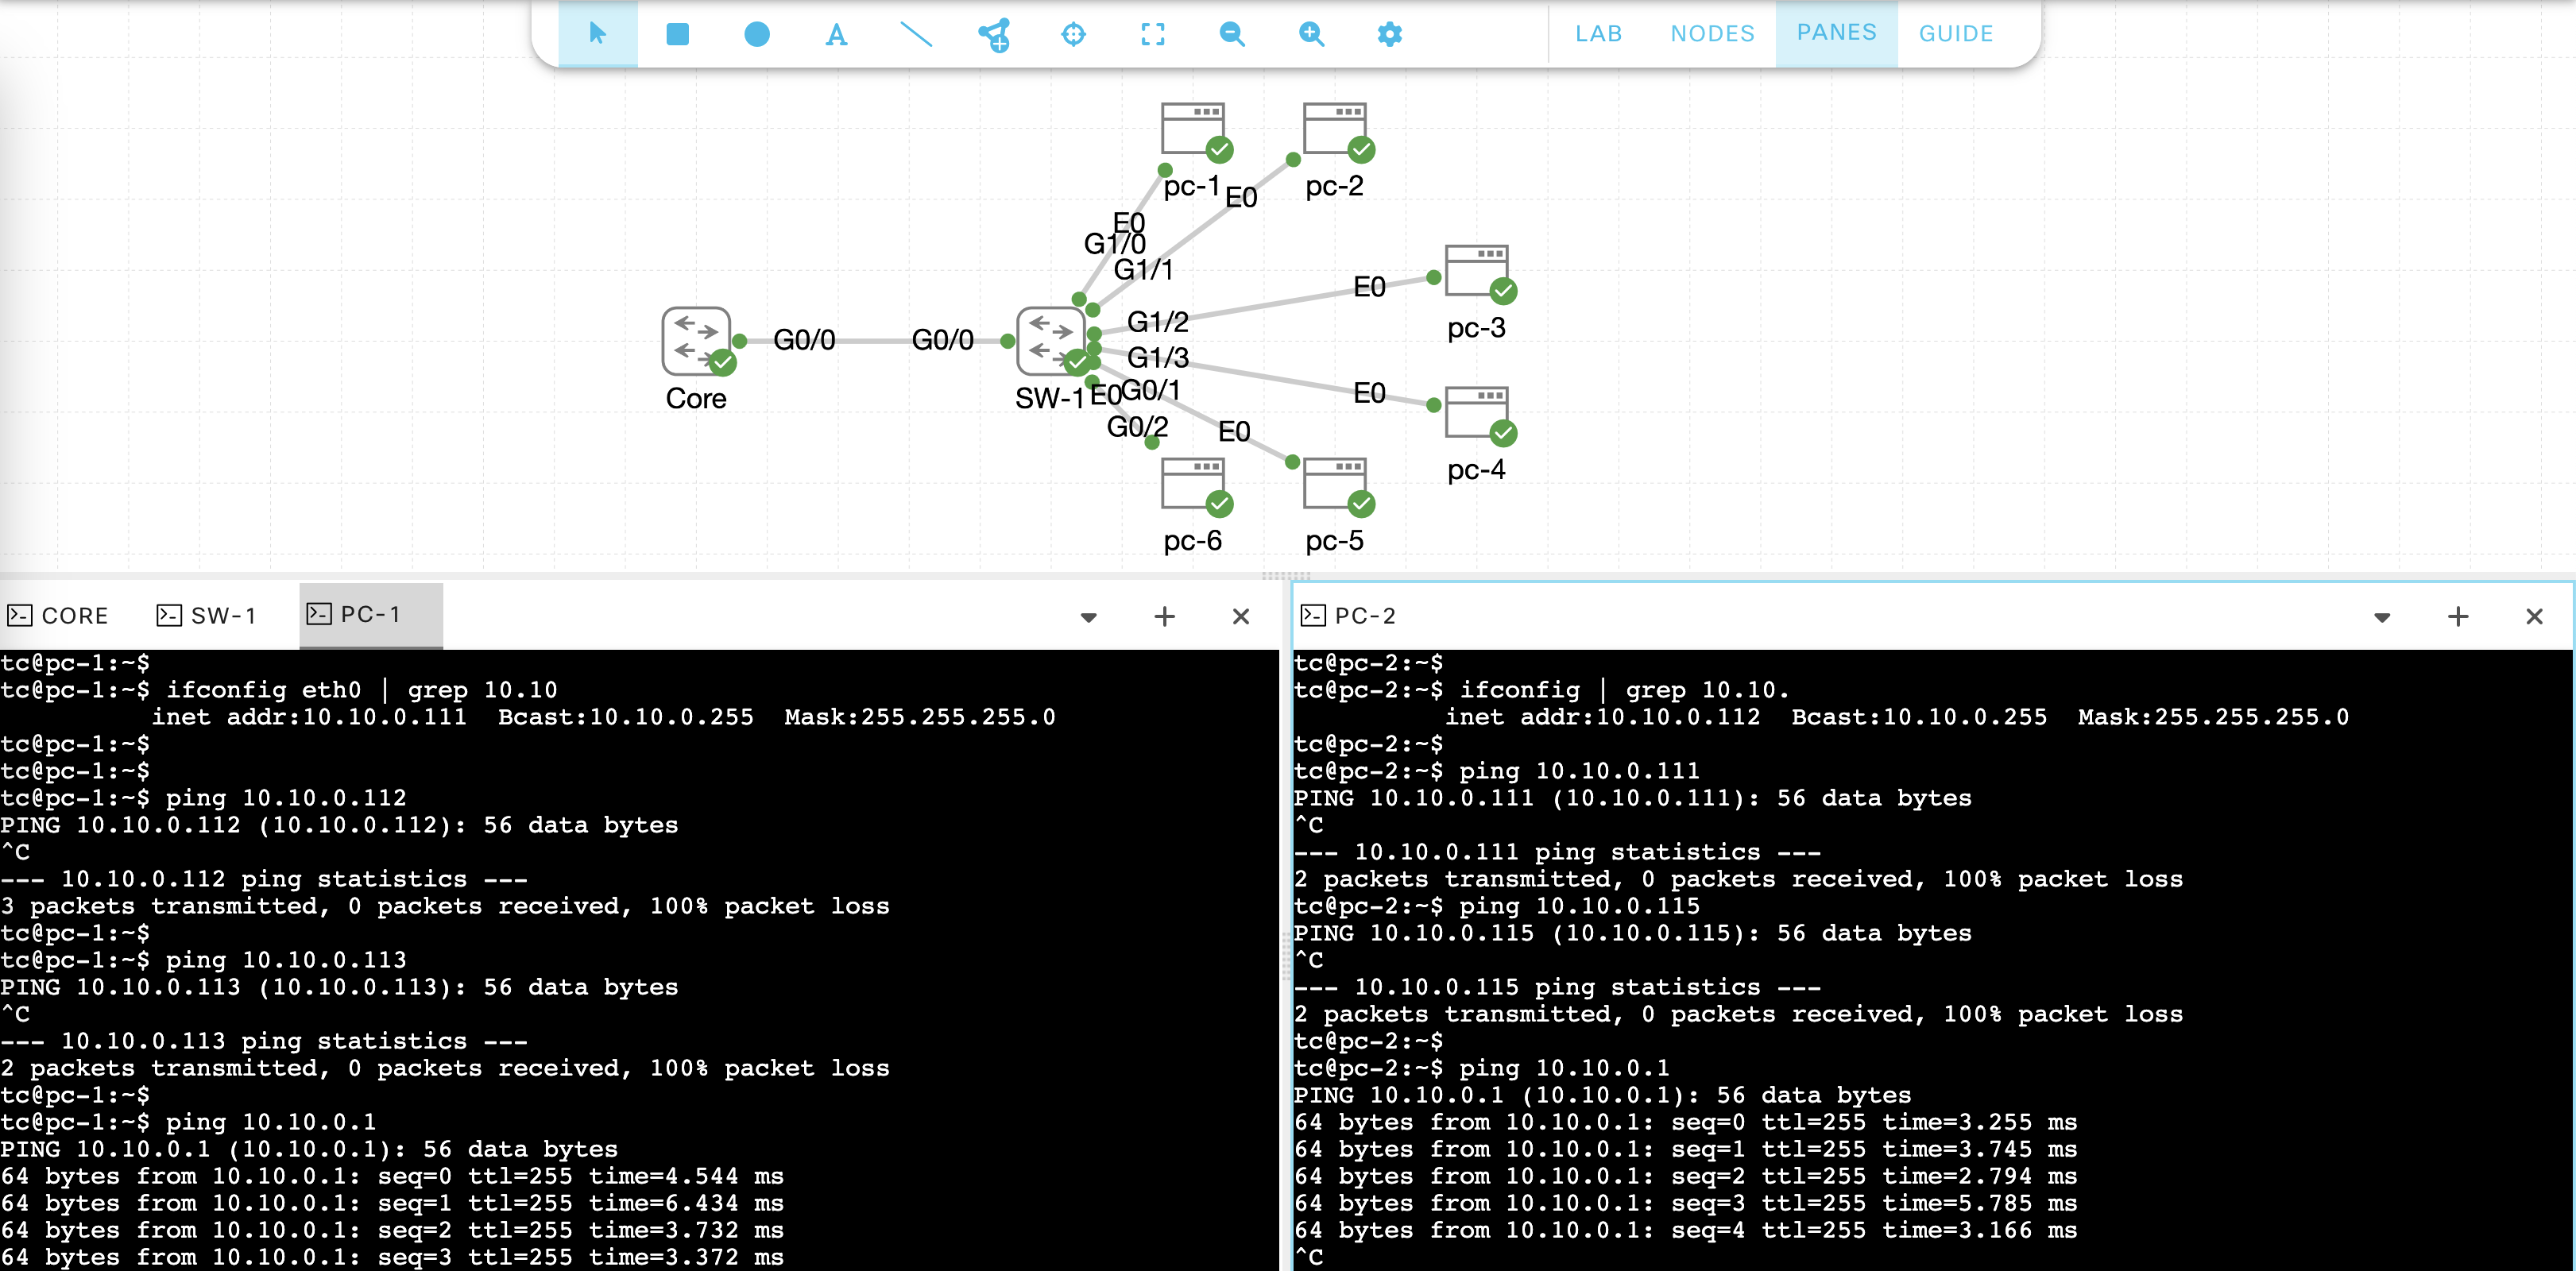 A
LAB NODES PANES GUIDE
pc-1
pc-2
E0
E0
G1/0
G1/1
E0
pc-3
G1/2
G0/0
G0/0
G1/3
E0
Core
SW-1
E0
G0/1
G0/2
E0
pc-4
pc-6
pc-5
CORE SW-1 PC-1
tc@pc-1:~$
tc@pc-1:~$ ifconfig eth0 | grep 10.10
inet addr:10.10.0.111 Bcast:10.10.0.255 Mask:255.255.255.0
tc@pc-1:~$
tc@pc-1:~$
tc@pc-1:~$ ping 10.10.0.112
PING 10.10.0.112 (10.10.0.112): 56 data bytes
^C
--- 10.10.0.112 ping statistics ---
3 packets transmitted, 0 packets received, 100% packet loss
tc@pc-1:~$
tc@pc-1:~$ ping 10.10.0.113
PING 10.10.0.113 (10.10.0.113): 56 data bytes
^C
--- 10.10.0.113 ping statistics ---
2 packets transmitted, 0 packets received, 100% packet loss
tc@pc-1:~$
tc@pc-1:~$ ping 10.10.0.1
PING 10.10.0.1 (10.10.0.1): 56 data bytes
64 bytes from 10.10.0.1: seq=0 ttl=255 time=4.544 ms
64 bytes from 10.10.0.1: seq=1 ttl=255 time=6.434 ms
64 bytes from 10.10.0.1: seq=2 ttl=255 time=3.732 ms
64 bytes from 10.10.0.1: seq=3 ttl=255 time=3.372 ms
PC-2
tc@pc-2:~$
tc@pc-2:~$ ifconfig | grep 10.10.
inet addr:10.10.0.112 Bcast:10.10.0.255 Mask:255.255.255.0
tc@pc-2:~$
tc@pc-2:~$ ping 10.10.0.111
PING 10.10.0.111 (10.10.0.111): 56 data bytes
^C
--- 10.10.0.111 ping statistics ---
2 packets transmitted, 0 packets received, 100% packet loss
tc@pc-2:~$ ping 10.10.0.115
PING 10.10.0.115 (10.10.0.115): 56 data bytes
^C
--- 10.10.0.115 ping statistics ---
2 packets transmitted, 0 packets received, 100% packet loss
tc@pc-2:~$
tc@pc-2:~$ ping 10.10.0.1
PING 10.10.0.1 (10.10.0.1): 56 data bytes
64 bytes from 10.10.0.1: seq=0 ttl=255 time=3.255 ms
64 bytes from 10.10.0.1: seq=1 ttl=255 time=3.745 ms
64 bytes from 10.10.0.1: seq=2 ttl=255 time=2.794 ms
64 bytes from 10.10.0.1: seq=3 ttl=255 time=5.785 ms
64 bytes from 10.10.0.1: seq=4 ttl=255 time=3.166 ms
^C